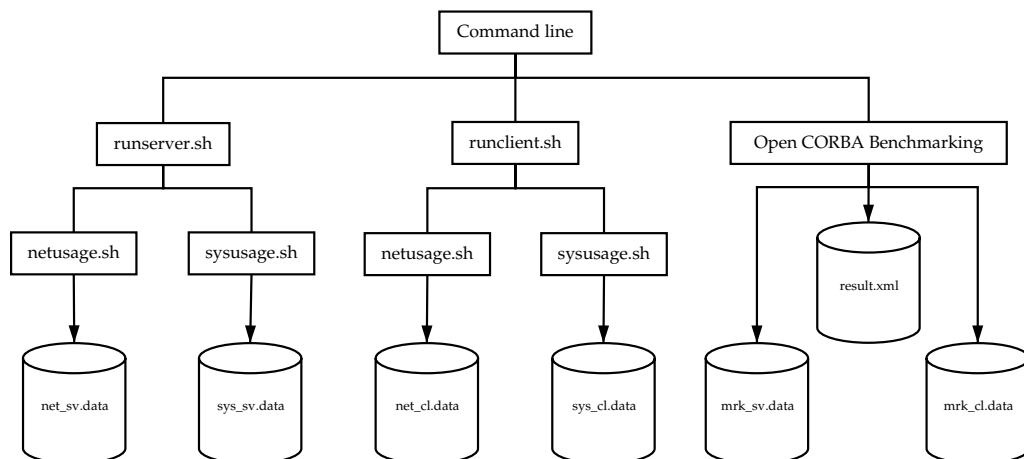 Command line
runserver.sh
runclient.sh
Open CORBA Benchmarking
netusage.sh
sysusage.sh
netusage.sh
sysusage.sh
result.xml
net_sv.data
sys_sv.data
net_cl.data
sys_cl.data
mrk_sv.data
mrk_cl.data